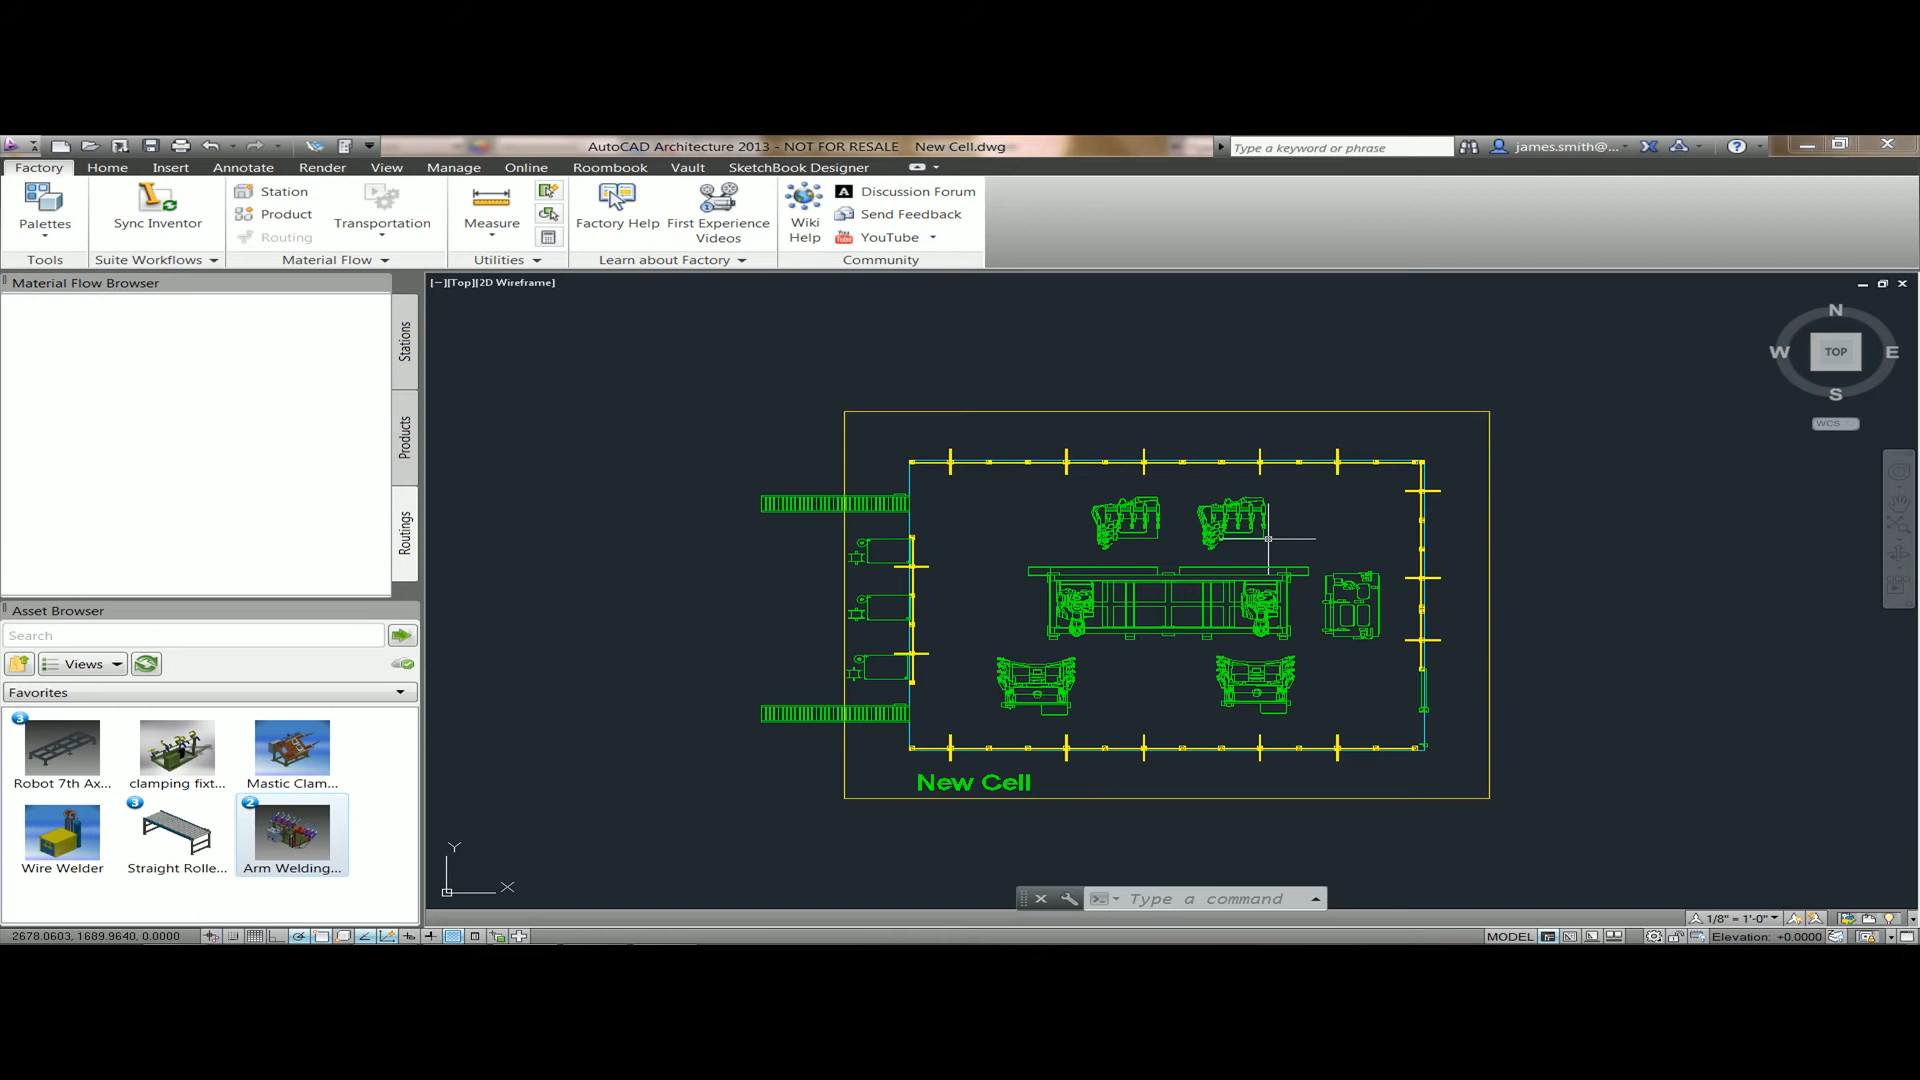 AutoCAD Architecture 2013 - NOT FOR RESALE New Cell.dwg
Type a keyword or phrase
james.smith@...
Factory Home Insert Annotate Render View Manage Online Roombook Vault SketchBook Designer
Palettes
Tools
Sync Inventor
Suite Workflows
Station
Product
Routing
Transportation
Material Flow
Measure
Utilities
Factory Help
First Experience
Videos
Learn about Factory
Wiki
Help
A Discussion Forum
Send Feedback
You
Tube YouTube
Community
Material Flow Browser
Stations
Products
Routings
[−][Top][2D Wireframe]
N
W TOP E
S
WCS
Asset Browser
Search
Views
Favorites
3
Robot 7th Ax...
clamping fixt...
Mastic Clam...
Wire Welder
3
Straight Rolle...
2
Arm Welding...
New Cell
Y
X
Type a command
1/8" = 1'-0"
2678.0603, 1689.9640, 0.0000
MODEL
Elevation: +0.0000